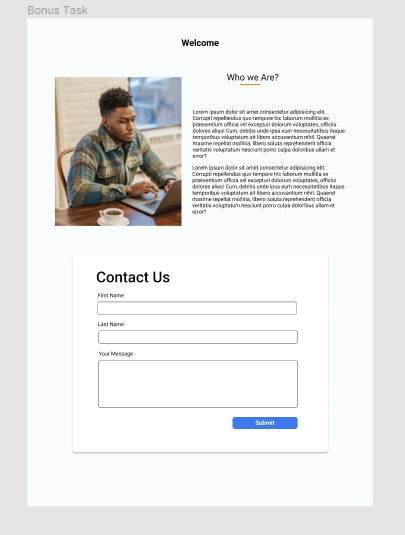 Bonus Task
Welcome
Who we Are?
Lorem ipsum dolor sit amet consectetur adipisicing elit.
Corrupti repellendus quo tempore hic laborum mollitia ex
praesentium officia vel excepturi dolorum voluptates, officiis
dolores alias! Cum, debitis unde ipsa eum necessitatibus itaque
temporibus voluptatum sit libero accusantium nihil. Quaerat
maxime repellat mollitia, libero soluta reprehenderit officia
veritatis voluptatem nesciunt porro cupiditate ullam et
error?
Lorem ipsum dolor sit amet consectetur adipisicing elit.
Corrupti repellendus quo tempore hic laborum mollitia ex
praesentium officia vel excepturi dolorum voluptates, officiis
dolores alias! Cum, debitis unde ipsa eum necessitatibus itaque
temporibus voluptatum sit libero accusantium nihil. Quaerat
maxime repellat mollitia, libero soluta reprehenderit officia
veritatis voluptatem nesciunt porro cupiditate ullam et
error?
Contact Us
First Name
Last Name
Your Message
Submit